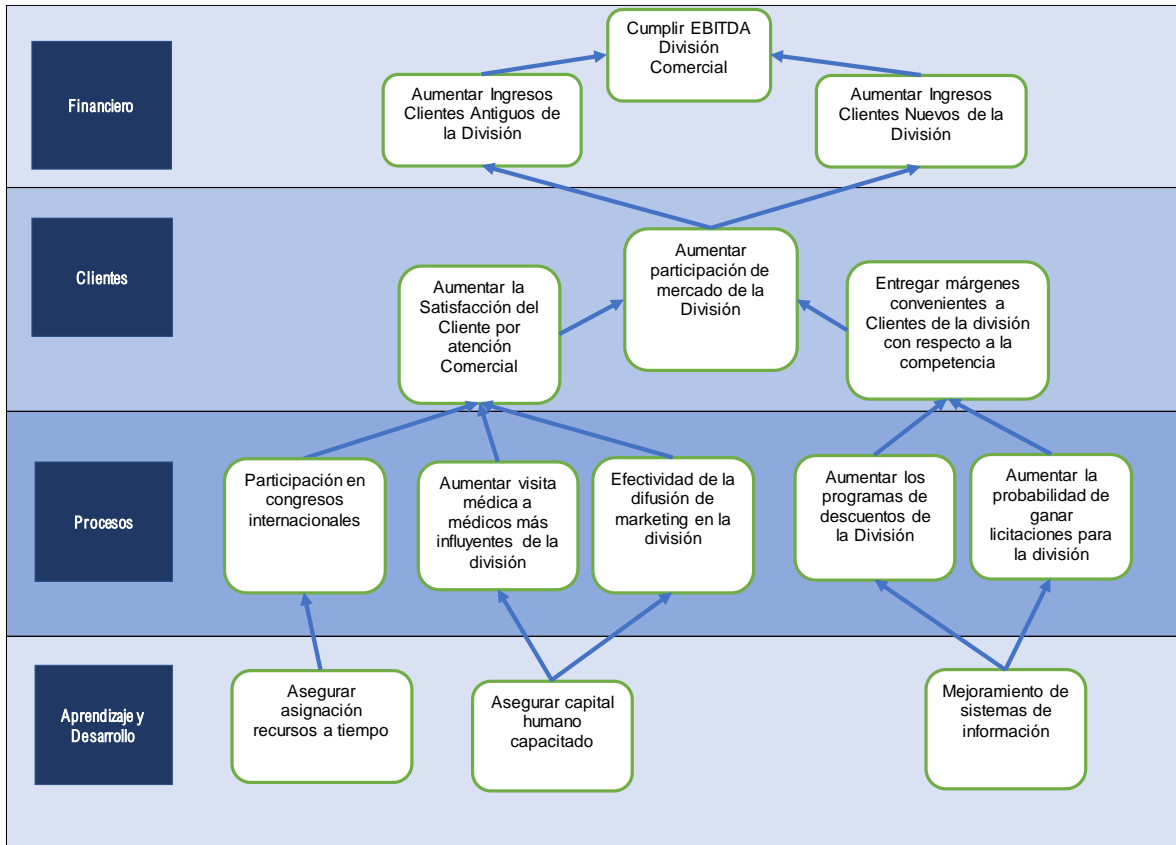 Financiero
Cumplir EBITDA
División
Comercial
Aumentar Ingresos
Clientes Antiguos de
la División
Aumentar Ingresos
Clientes Nuevos de la
División
Clientes
Aumentar la
Satisfacción del
Cliente por
atención
Comercial
Aumentar
participación de
mercado de la
División
Entregar márgenes
convenientes a
Clientes de la división
con respecto a la
competencia
Procesos
Participación en
congresos
internacionales
Aumentar visita
médica a
médicos más
influyentes de la
división
Efectividad de la
difusión de
marketing en la
división
Aumentar los
programas de
descuentos de
la División
Aumentar la
probabilidad de
ganar
licitaciones para
la división
Aprendizaje y
Desarrollo
Asegurar
asignación
recursos a tiempo
Asegurar capital
humano
capacitado
Mejoramiento de
sistemas de
información